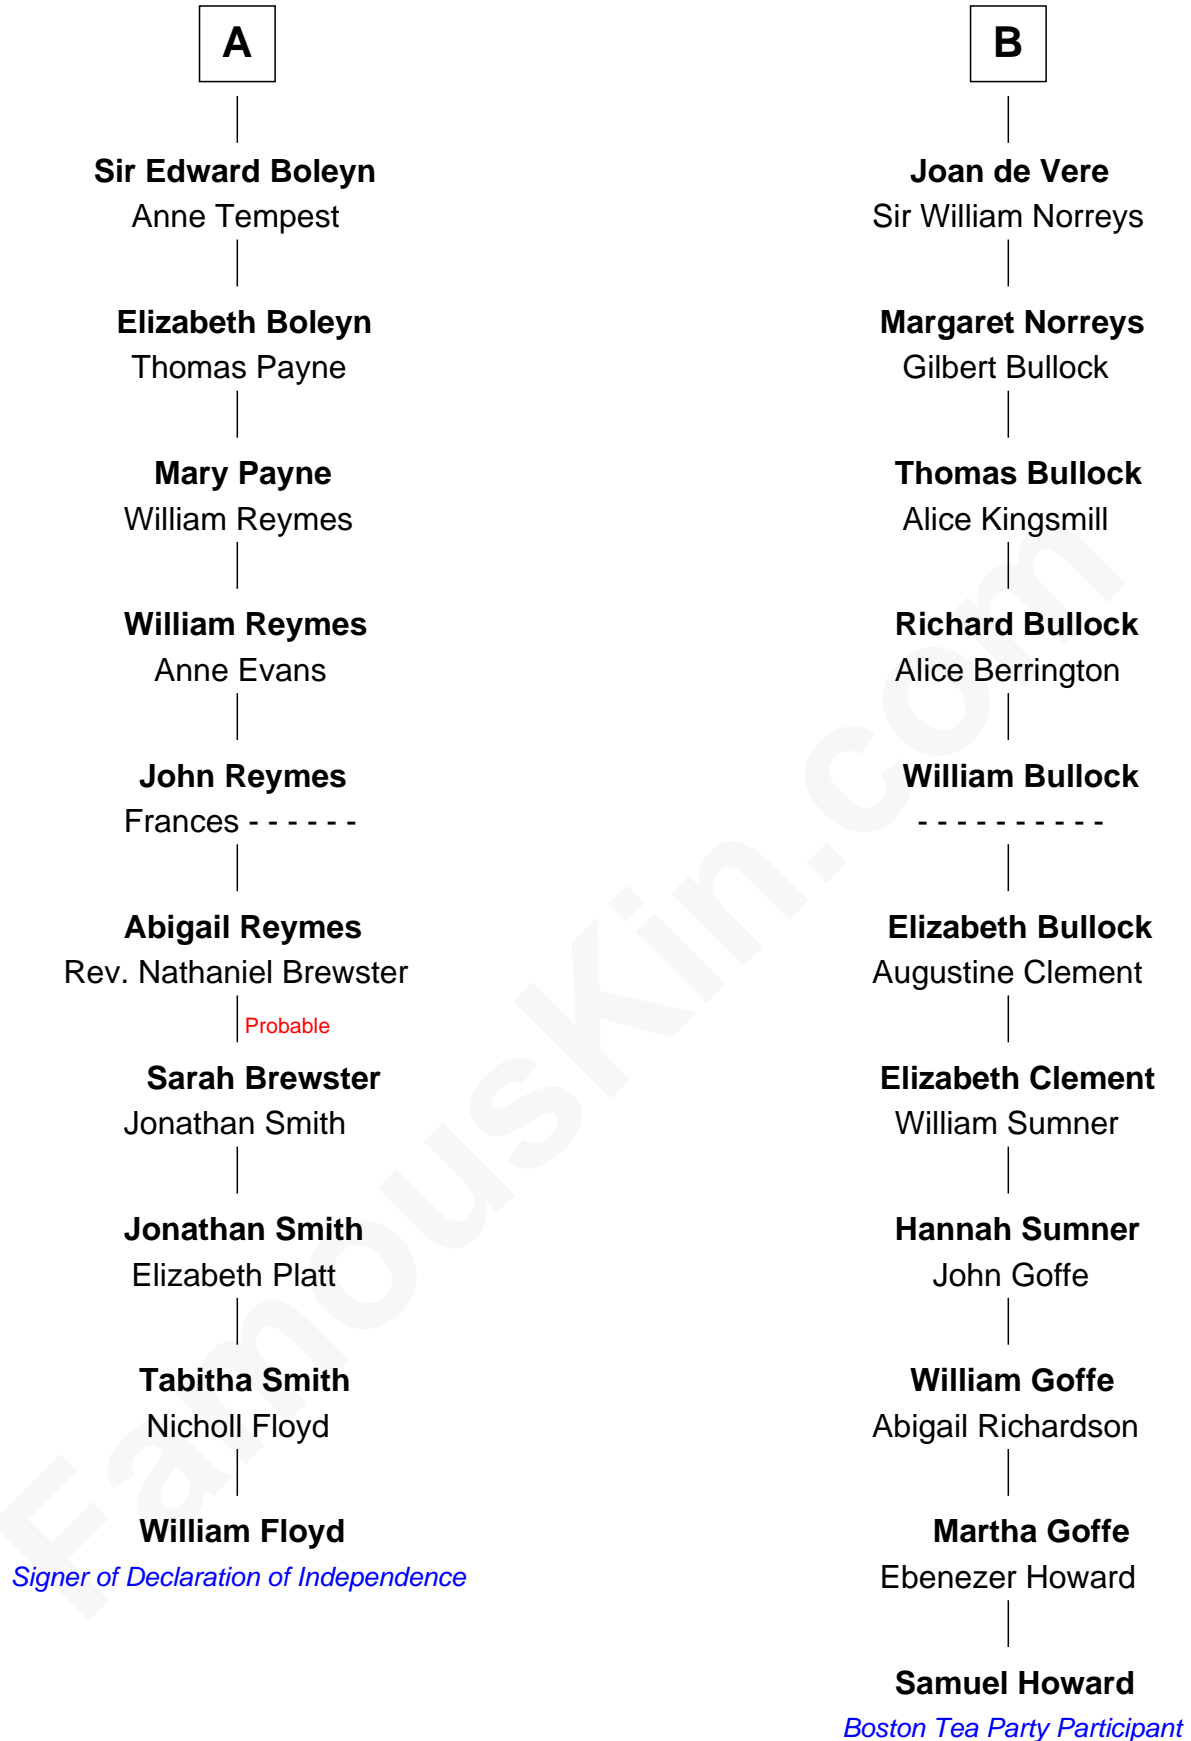 A
Sir Edward Boleyn
Anne Tempest
Elizabeth Boleyn
Thomas Payne
Mary Payne
William Reymes
William Reymes
Anne Evans
John Reymes
Frances - - - - - -
Abigail Reymes
Rev. Nathaniel Brewster
Probable
Sarah Brewster
Jonathan Smith
Jonathan Smith
Elizabeth Platt
Tabitha Smith
Nicholl Floyd
William Floyd
Signer of Declaration of Independence
B
Joan de Vere
Sir William Norreys
Margaret Norreys
Gilbert Bullock
Thomas Bullock
Alice Kingsmill
Richard Bullock
Alice Berrington
William Bullock
- - - - - - - - - -
Elizabeth Bullock
Augustine Clement
Elizabeth Clement
William Sumner
Hannah Sumner
John Goffe
William Goffe
Abigail Richardson
Martha Goffe
Ebenezer Howard
Samuel Howard
Boston Tea Party Participant
FamousKin.com